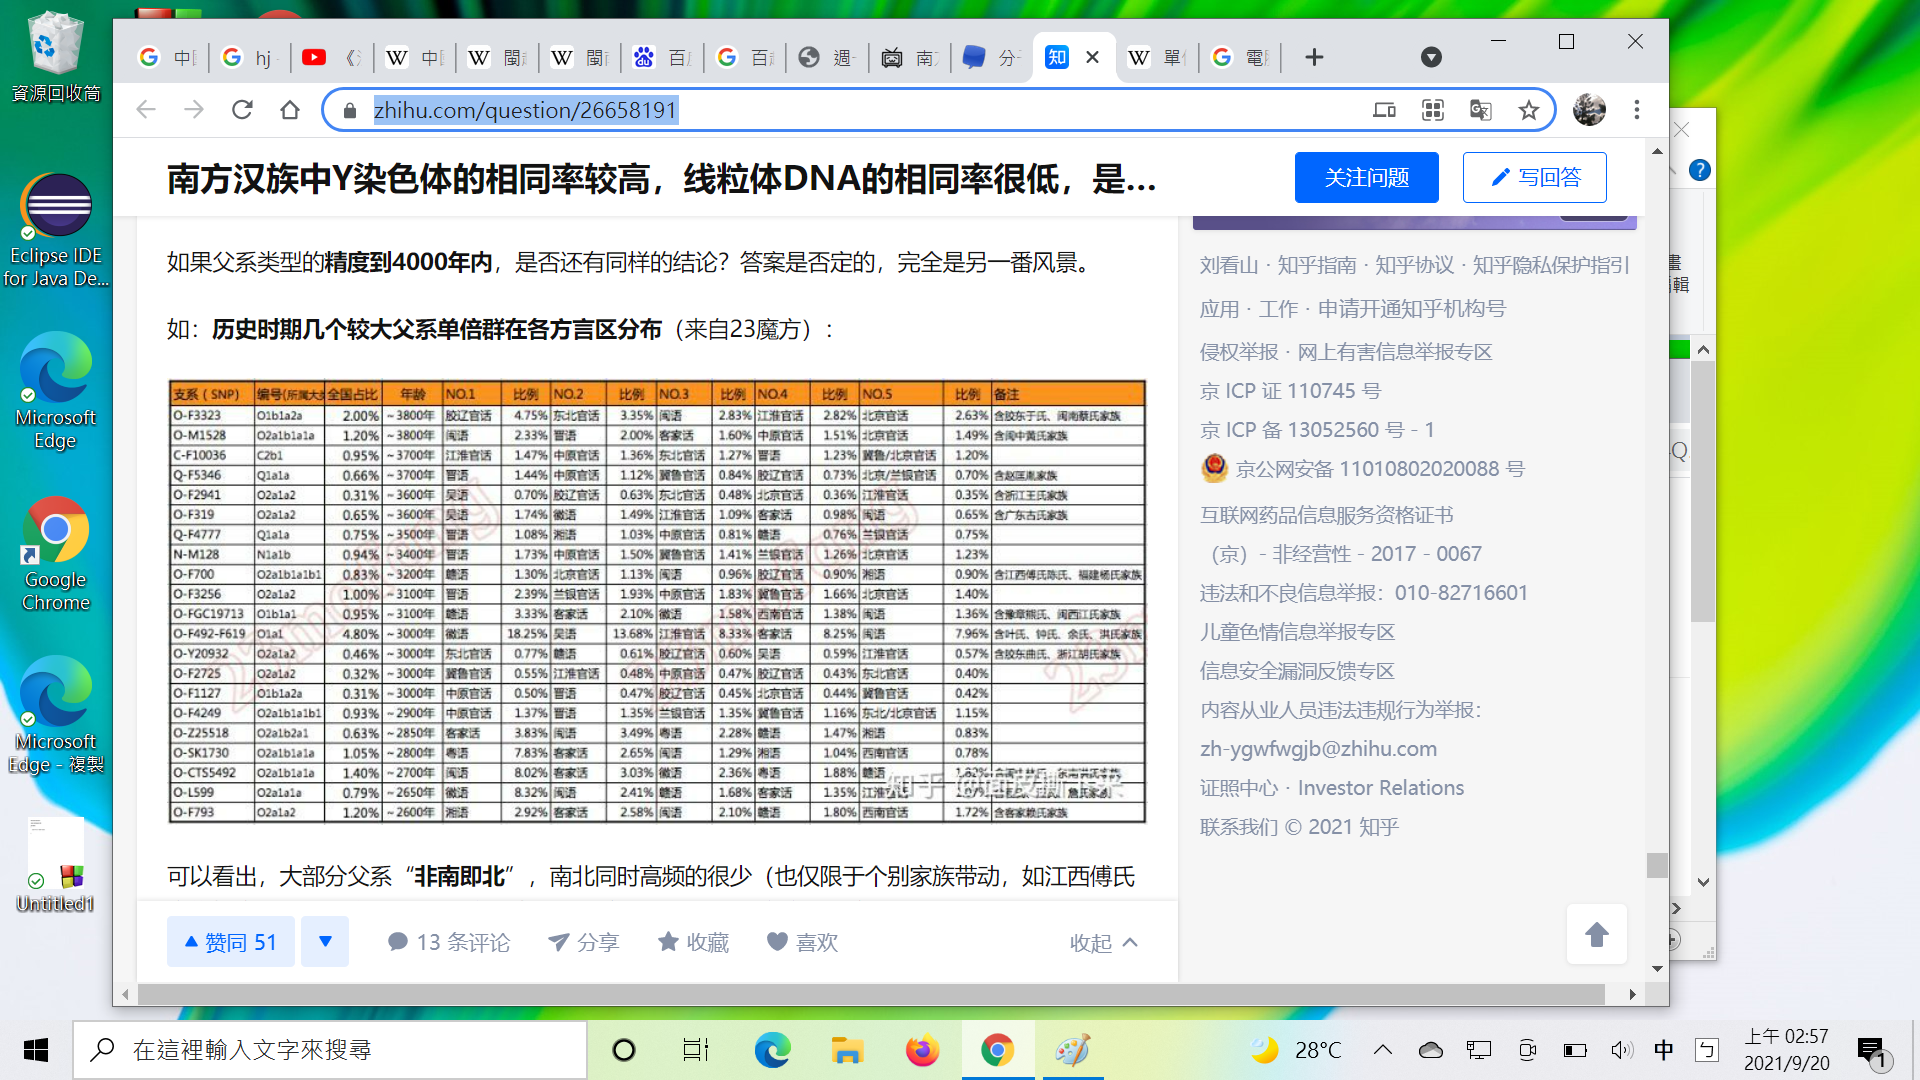 資源回收筒
Eclipse IDE
for Java De...
Microsoft
Edge
Google
Chrome
Microsoft
Edge - 複製
Untitled1
中
hj
《
中
閩
閩
百
百
週
南
分
知
單
電
zhihu.com/question/26658191
南方汉族中Y染色体的相同率较高，线粒体DNA的相同率很低，是...
关注问题
写回答
如果父系类型的精度到4000年内，是否还有同样的结论？答案是否定的，完全是另一番风景。
如：历史时期几个较大父系单倍群在各方言区分布（来自23魔方）：
支系（SNP） 编号(所属大 全国占比 年龄 NO.1 比例 NO.2 比例 NO.3 比例 NO.4 比例 NO.5 比例 备注
O-F3323 O1b1a2a 2.00% ~3800年 胶辽官话 4.75% 东北官话 3.35% 闽语 2.83% 江淮官话 2.82% 北京官话 2.63% 含胶东于氏、闽南蔡氏家族
O-M1528 O2a1b1a1a 1.20% ~3800年 闽语 2.33% 晋语 2.00% 客家话 1.60% 中原官话 1.51% 北京官话 1.49% 含闽中黄氏家族
C-F10036 C2b1 0.95% ~3700年 江淮官话 1.47% 中原官话 1.36% 东北官话 1.27% 晋语 1.23% 冀鲁/北京官话 1.20%
Q-F5346 Q1a1a 0.66% ~3700年 晋语 1.44% 中原官话 1.12% 冀鲁官话 0.84% 胶辽官话 0.73% 北京/兰银官话 0.70% 含赵匡胤家族
O-F2941 O2a1a2 0.31% ~3600年 吴语 0.70% 胶辽官话 0.63% 东北官话 0.48% 北京官话 0.36% 江淮官话 0.35% 含浙江王氏家族
O-F319 O2a1a2 0.65% ~3600年 吴语 1.74% 徽语 1.49% 江淮官话 1.09% 客家话 0.98% 闽语 0.65% 含广东古氏家族
Q-F4777 Q1a1a 0.75% ~3500年 晋语 1.08% 湘语 1.03% 中原官话 0.81% 赣语 0.76% 兰银官话 0.75%
N-M128 N1a1b 0.94% ~3400年 晋语 1.73% 中原官话 1.50% 冀鲁官话 1.41% 兰银官话 1.26% 北京官话 1.23%
O-F700 O2a1b1a1b1 0.83% ~3200年 赣语 1.30% 北京官话 1.13% 闽语 0.96% 胶辽官话 0.90% 湘语 0.90% 含江西傅氏陈氏、福建杨氏家族
O-F3256 O2a1a2 1.00% ~3100年 晋语 2.39% 兰银官话 1.93% 中原官话 1.83% 冀鲁官话 1.66% 北京官话 1.40%
O-FGC19713 O1b1a1 0.95% ~3100年 赣语 3.33% 客家话 2.10% 徽语 1.58% 西南官话 1.38% 闽语 1.36% 含豫章熊氏、闽西江氏家族
O-F492-F619 O1a1 4.80% ~3000年 徽语 18.25% 吴语 13.68% 江淮官话 8.33% 客家话 8.25% 闽语 7.96% 含叶氏、钟氏、余氏、洪氏家族
O-Y20932 O2a1a2 0.46% ~3000年 东北官话 0.77% 赣语 0.61% 胶辽官话 0.60% 吴语 0.59% 江淮官话 0.57% 含胶东曲氏、浙江胡氏家族
O-F2725 O2a1a2 0.32% ~3000年 冀鲁官话 0.55% 江淮官话 0.48% 中原官话 0.47% 胶辽官话 0.43% 东北官话 0.40%
O-F1127 O1b1a2a 0.31% ~3000年 中原官话 0.50% 晋语 0.47% 胶辽官话 0.45% 北京官话 0.44% 冀鲁官话 0.42%
O-F4249 O2a1b1a1b1 0.93% ~2900年 中原官话 1.37% 晋语 1.35% 兰银官话 1.35% 冀鲁官话 1.16% 东北/北京官话 1.15%
O-Z25518 O2a1b2a1 0.63% ~2850年 客家话 3.83% 闽语 3.49% 粤语 2.28% 赣语 1.47% 湘语 0.83%
O-SK1730 O2a1b1a1a 1.05% ~2800年 粤语 7.83% 客家话 2.65% 闽语 1.29% 湘语 1.04% 西南官话 0.78%
O-CTS5492 O2a1b1a1a 1.40% ~2700年 闽语 8.02% 客家话 3.03% 徽语 2.36% 粤语 1.88% 赣语
O-L599 O2a1a1a 0.79% ~2650年 徽语 8.32% 闽语 2.41% 赣语 1.68% 客家话 1.35% 江淮官话
O-F793 O2a1a2 1.20% ~2600年 湘语 2.92% 客家话 2.58% 闽语 2.10% 赣语 1.80% 西南官话 1.72% 含客家赖氏家族
可以看出，大部分父系“非南即北”，南北同时高频的很少（也仅限于个别家族带动，如江西傅氏
赞同 51
13 条评论
分享
收藏
喜欢
收起
刘看山 · 知乎指南 · 知乎协议 · 知乎隐私保护指引
应用 · 工作 · 申请开通知乎机构号
侵权举报 · 网上有害信息举报专区
京 ICP 证 110745 号
京 ICP 备 13052560 号 - 1
京公网安备 11010802020088 号
互联网药品信息服务资格证书
（京）- 非经营性 - 2017 - 0067
违法和不良信息举报：010-82716601
儿童色情信息举报专区
信息安全漏洞反馈专区
内容从业人员违法违规行为举报：
zh-ygwfwgjb@zhihu.com
证照中心 · Investor Relations
联系我们 © 2021 知乎
輯
Q
在這裡輸入文字來搜尋
28°C
中
ㄅ
上午 02:57
2021/9/20
1